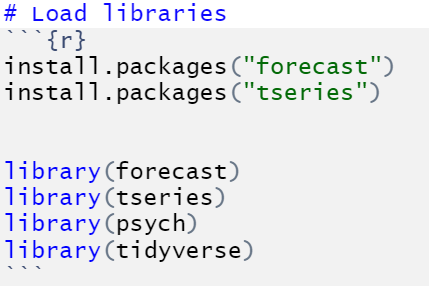 # Load libraries
```{r}
install.packages("forecast")
install.packages("tseries")
library(forecast)
library(tseries)
library(psych)
library(tidyverse)
```